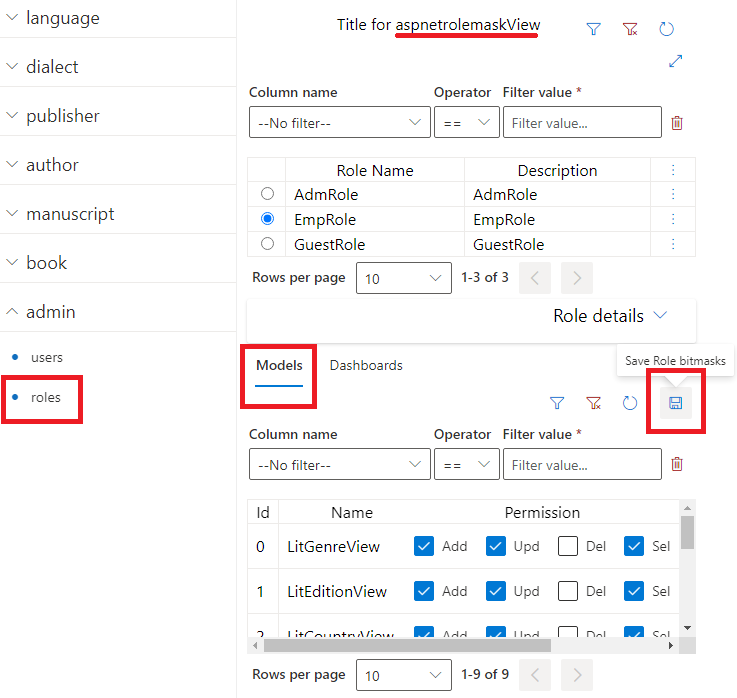 language
dialect
publisher
author
manuscript
book
admin
users
roles
Title for aspnetrolemaskView
Column name Operator Filter value *
--No filter-- == Filter value...
Role Name Description
AdmRole AdmRole
EmpRole EmpRole
GuestRole GuestRole
Rows per page 10 1-3 of 3
Role details
Models Dashboards
Save Role bitmasks
Column name Operator Filter value *
--No filter-- == Filter value...
Id Name Permission
0 LitGenreView Add Upd Del Sel
1 LitEditionView Add Upd Del Sel
2 LitCountryView Add Upd Del Sel
Rows per page 10 1-9 of 9